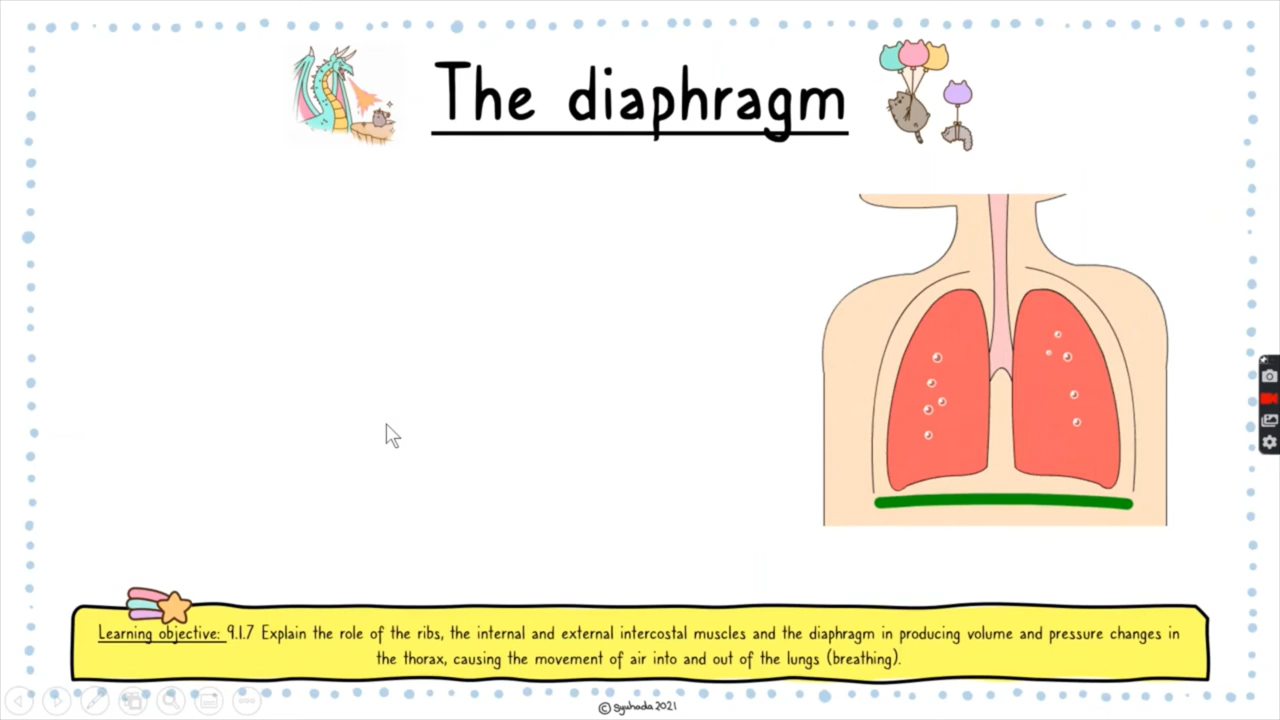 The diaphragm
Learning objective: 9.1.7 Explain the role of the ribs, the internal and external intercostal muscles and the diaphragm in producing volume and pressure changes in
the thorax, causing the movement of air into and out of the lungs (breathing).
© Syuhada 2021